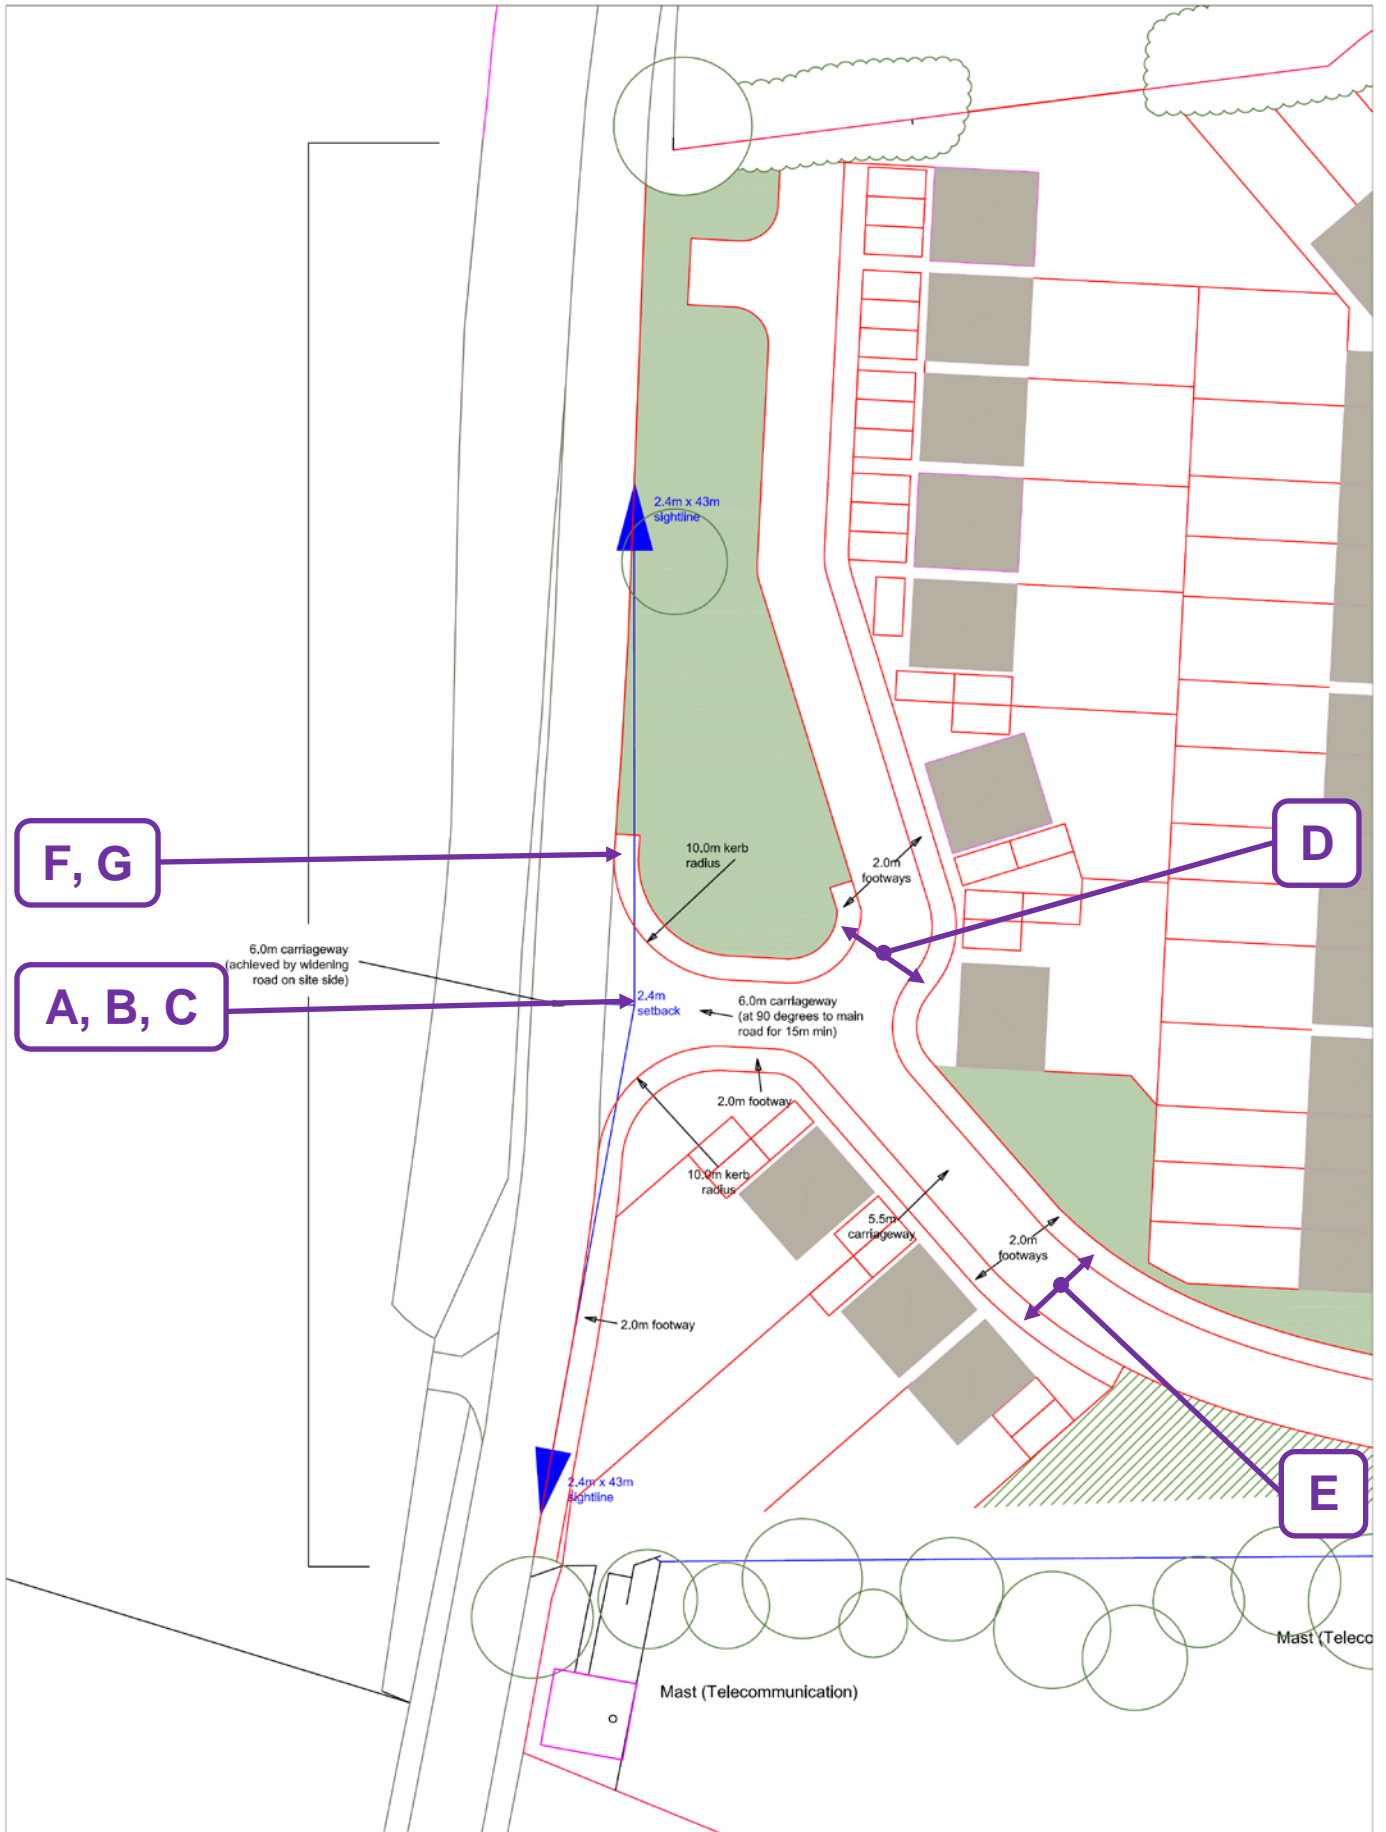 2.4m x 43m
sightline
10.0m kerb
radius
2.0m
footways
D
F, G
6.0m carriageway
(achieved by widening
road on site side)
A, B, C
2.4m
setback
6.0m carriageway
(at 90 degrees to main
road for 15m min)
2.0m footway
10.0m kerb
radius
5.5m
carriageway
2.0m
footways
2.0m footway
2.4m x 43m
sightline
E
Mast (Teleco
Mast (Telecommunication)